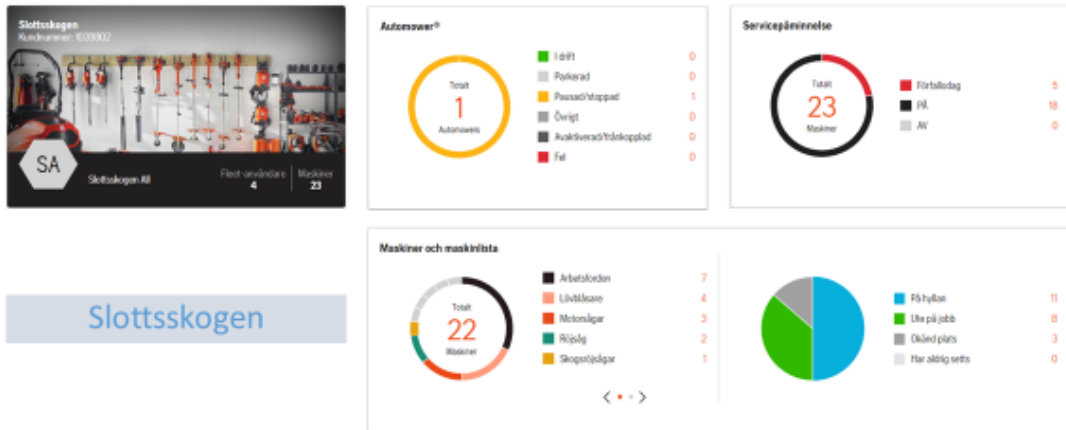 Slottsskogen
Kundnummer: 1028802
SA
Slottsskogen All
Fleet-användare
4
Maskiner
23
Automower®
Totalt
1
Automowers
I drift 0
Parkerad 0
Pausad/stoppad 1
Övrigt 0
Avaktiverad/frånkopplad 0
Fel 0
Servicepåminnelse
Totalt
23
Maskiner
Förfallodag 5
PÅ 18
AV 0
Slottsskogen
Maskiner och maskinlista
Totalt
22
Maskiner
Arbetsfordon 7
Lövblåsare 4
Motorsågar 3
Röjsåg 2
Skogsröjsågar 1
På hyllan 11
Ute på jobb 8
Okänd plats 3
Har aldrig setts 0